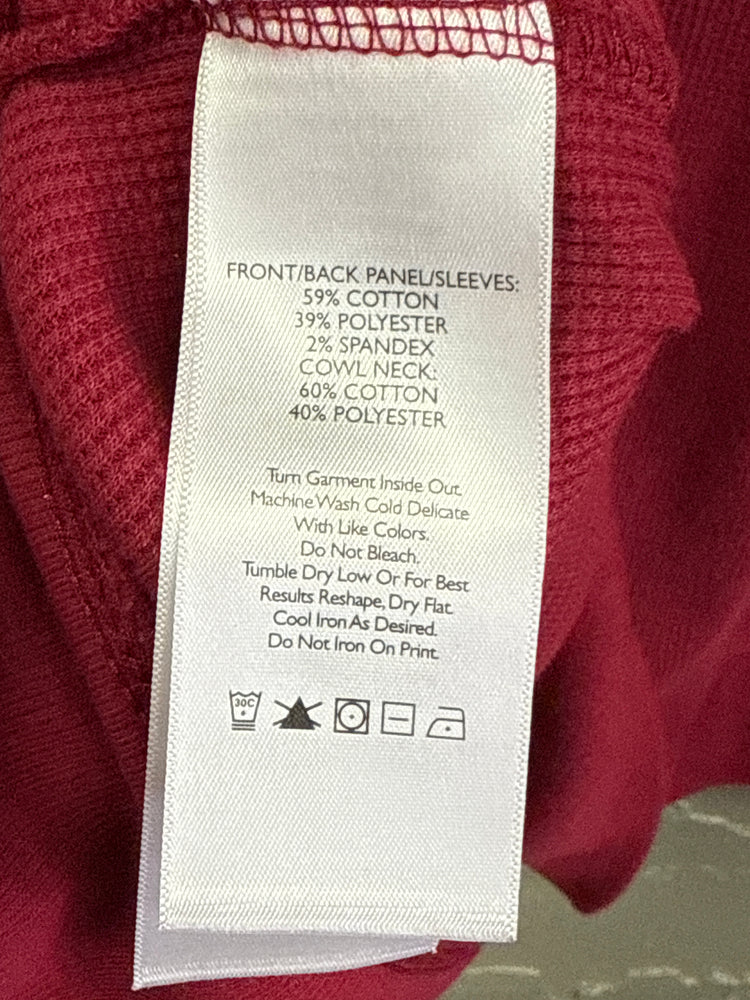 FRONT/BACK PANEL/SLEEVES:
59% COTTON
39% POLYESTER
2% SPANDEX
COWL NECK:
60% COTTON
40% POLYESTER
Turn Garment Inside Out.
Machine Wash Cold Delicate
With Like Colors.
Do Not Bleach.
Tumble Dry Low Or For Best
Results Reshape, Dry Flat.
Cool Iron As Desired.
Do Not Iron On Print.
30C